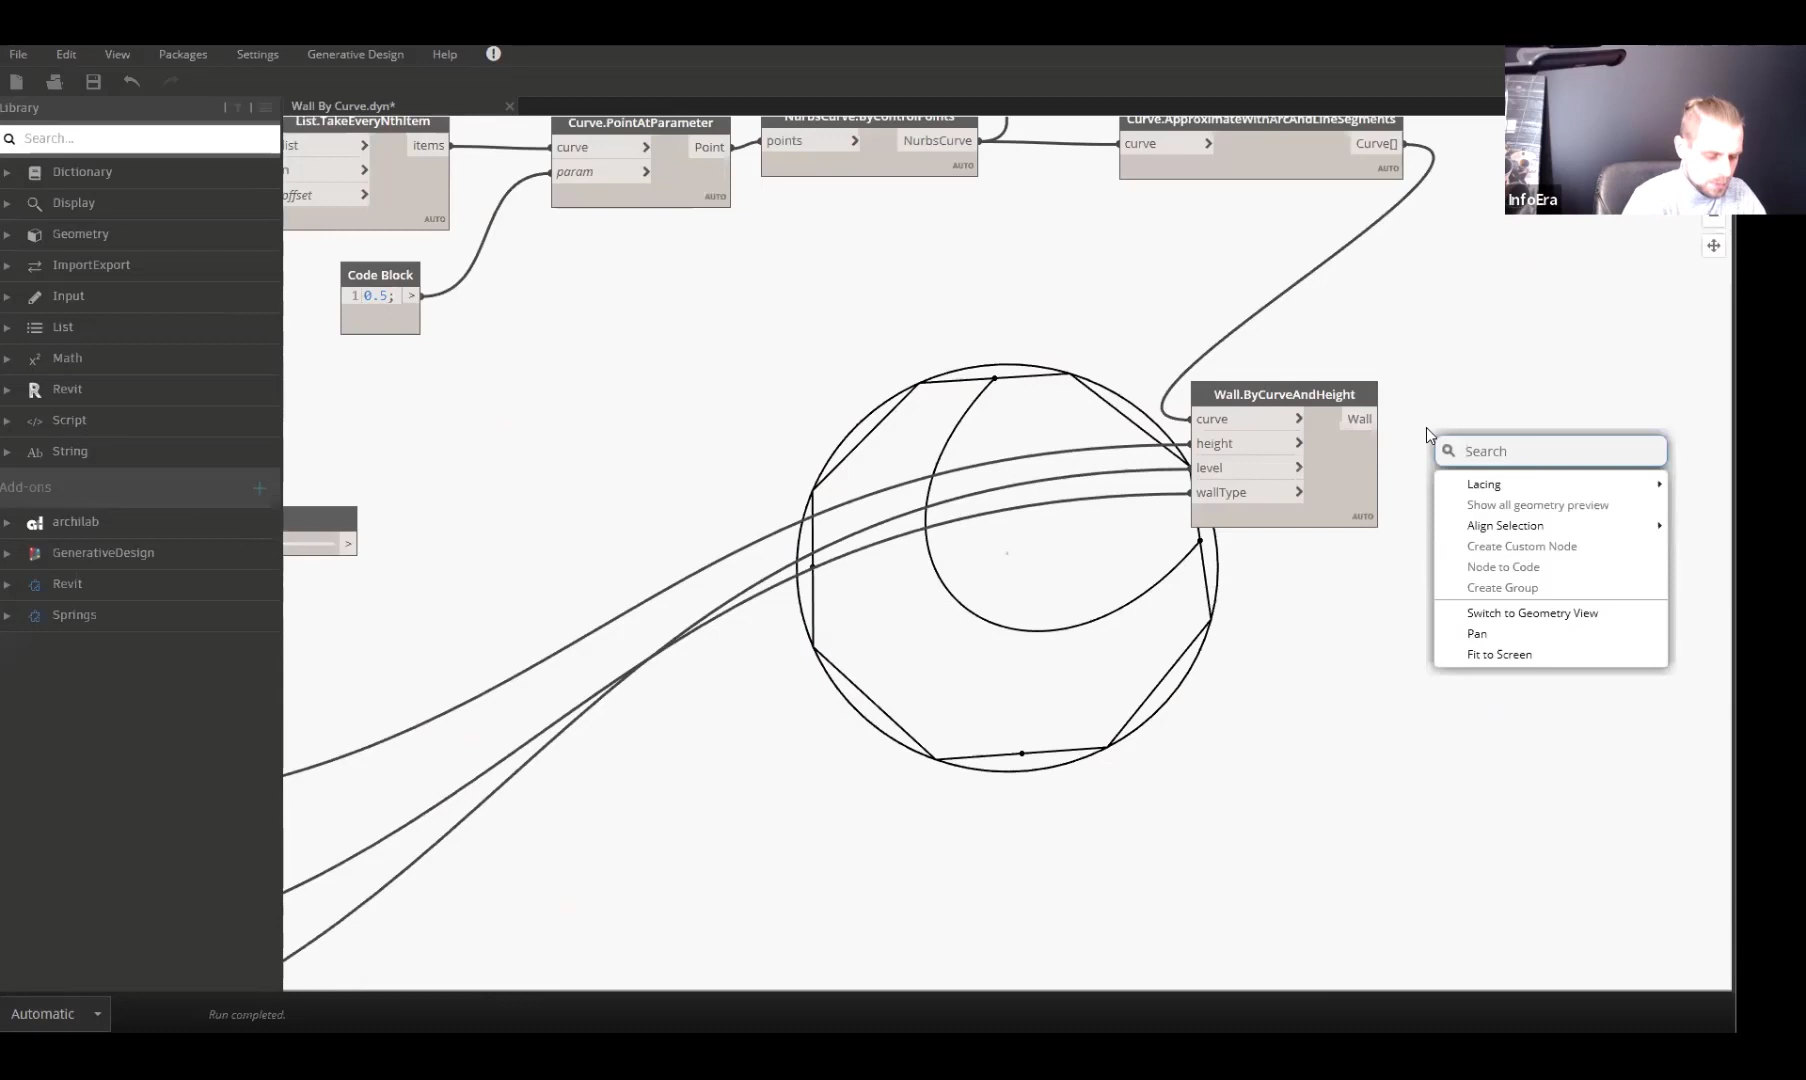 File Edit View Packages Settings Generative Design Help
Library
Wall By Curve.dyn*
Search...
Dictionary
Display
Geometry
ImportExport
Input
List
Math
Revit
Script
String
Add-ons
archilab
GenerativeDesign
Revit
Springs
List.TakeEveryNthItem
list > items
n >
offset >
AUTO
Curve.PointAtParameter
curve > Point
param >
AUTO
NurbsCurve.ByControlPoints
points > NurbsCurve
AUTO
Curve.ApproximateWithArcAndLineSegments
curve > Curve[]
AUTO
InfoEra
Code Block
1 0.5; >
>
Wall.ByCurveAndHeight
curve > Wall
height >
level >
wallType >
AUTO
Search
Lacing
Show all geometry preview
Align Selection
Create Custom Node
Node to Code
Create Group
Switch to Geometry View
Pan
Fit to Screen
Automatic
Run completed.